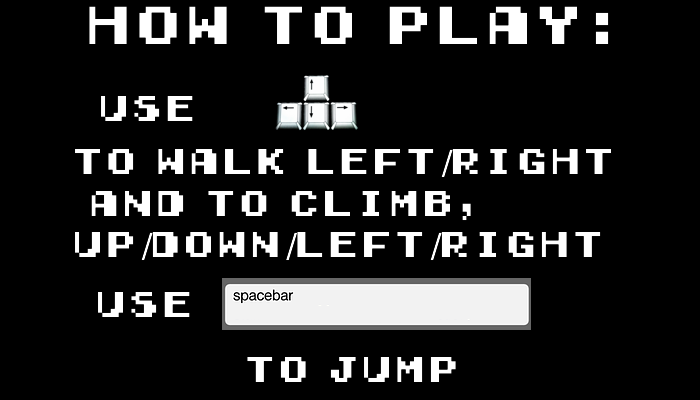 HOW TO PLAY:
USE
TO WALK LEFT/RIGHT
AND TO CLIMB,
UP/DOWN/LEFT/RIGHT
USE spacebar
TO JUMP